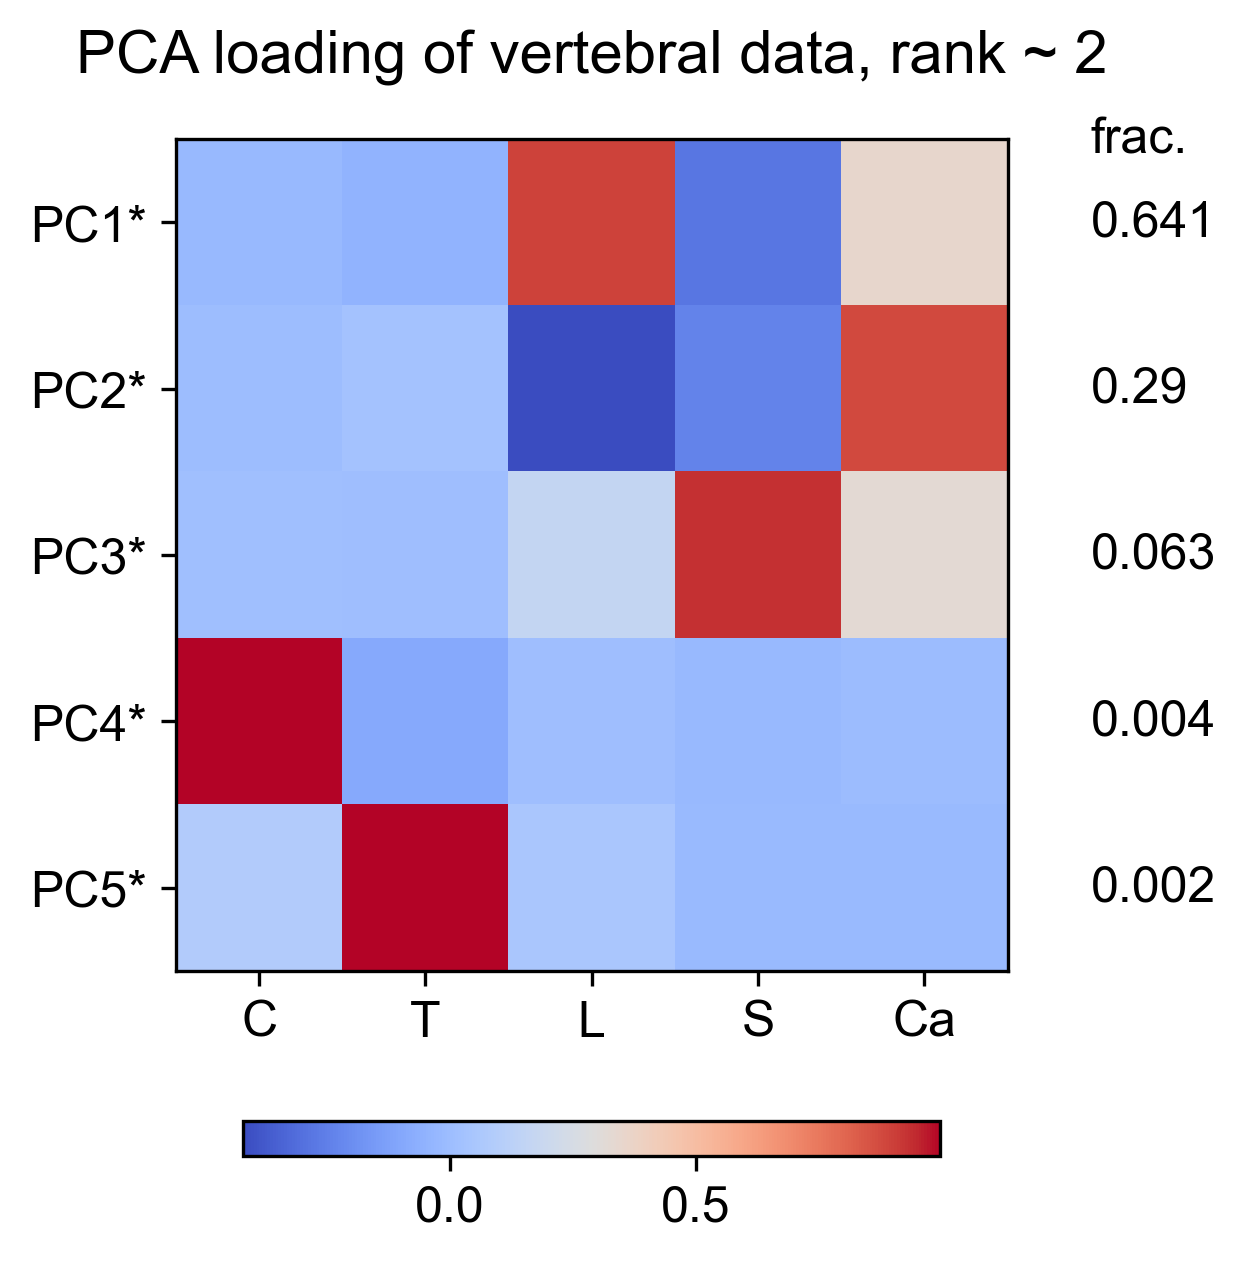 PCA loading of vertebral data, rank ~ 2
frac.
PC1* 0.641
PC2* 0.29
PC3* 0.063
PC4* 0.004
PC5* 0.002
C T L S Ca
0.0 0.5